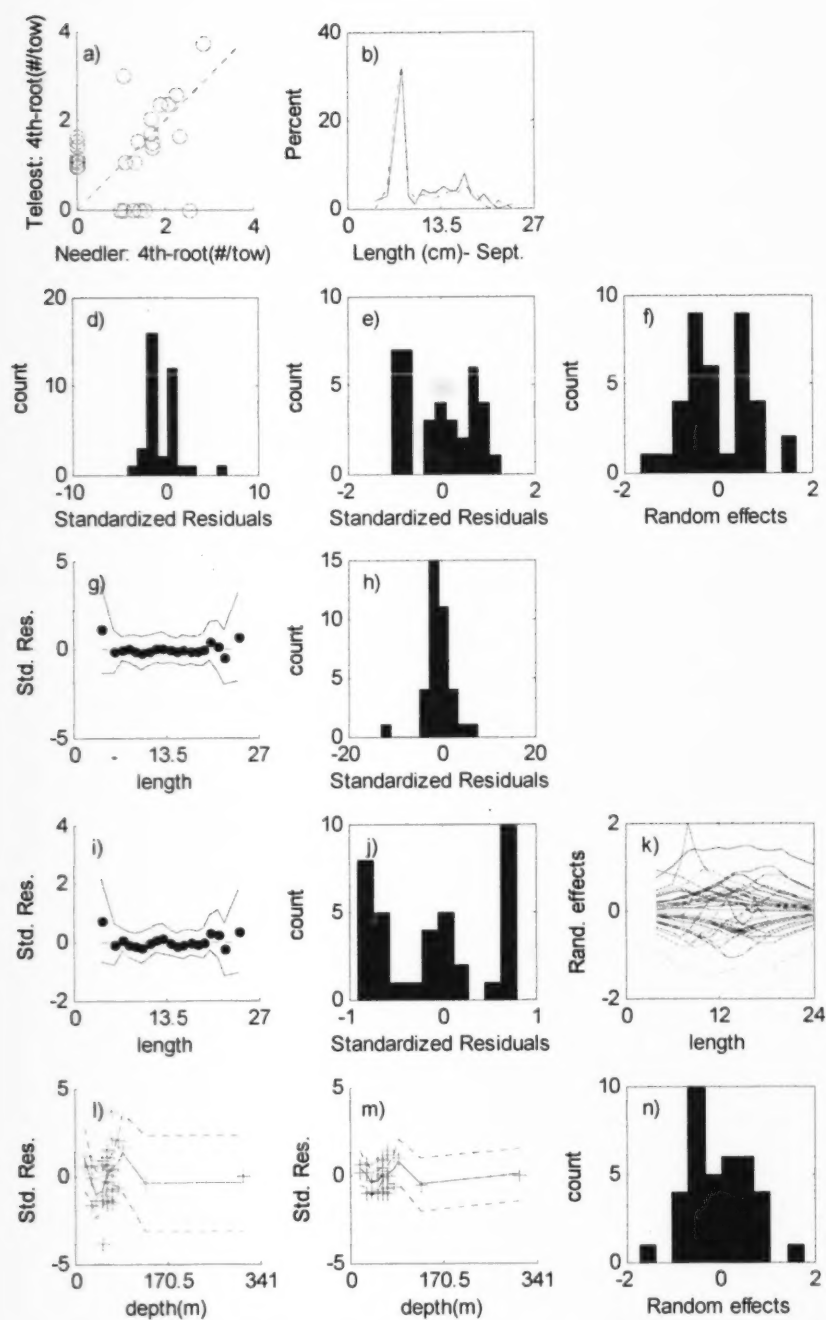 a)
4
2
0
0
2
4
Teleost: 4th-root(#/tow)
Needler: 4th-root(#/tow)
b)
40
20
0
0
13.5
27
Percent
Length (cm)- Sept.
d)
20
10
0
-10
0
10
count
Standardized Residuals
e)
10
5
0
-2
0
2
count
Standardized Residuals
f)
10
5
0
-2
0
2
count
Random effects
g)
5
0
-5
0
13.5
27
Std. Res.
length
h)
15
10
5
0
-20
0
20
count
Standardized Residuals
i)
4
2
0
-2
0
13.5
27
Std. Res.
length
j)
10
5
0
-1
0
1
count
Standardized Residuals
k)
2
0
-2
0
12
24
Rand. effects
length
l)
5
0
-5
0
170.5
341
Std. Res.
depth(m)
m)
5
0
-5
0
170.5
341
Std. Res.
depth(m)
n)
10
5
0
-2
0
2
count
Random effects